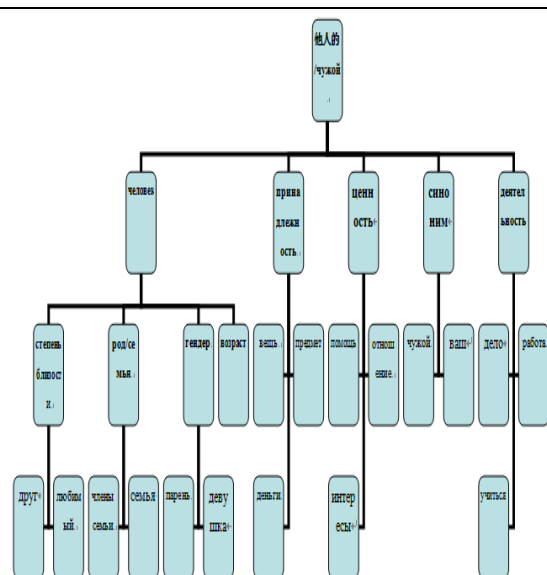 他人的
/чужой
человек
прина
длежн
ость
ценн
ость
сино
ним
деятел
ьность
степень
близост
и
род/се
мья
гендер
возраст
вещь
предмет
помощь
отнош
ение
чужой
ваш
дело
работа
друг
любим
ый
члены
семьи
семья
парень
деву
шка
деньги
интер
есы
учиться